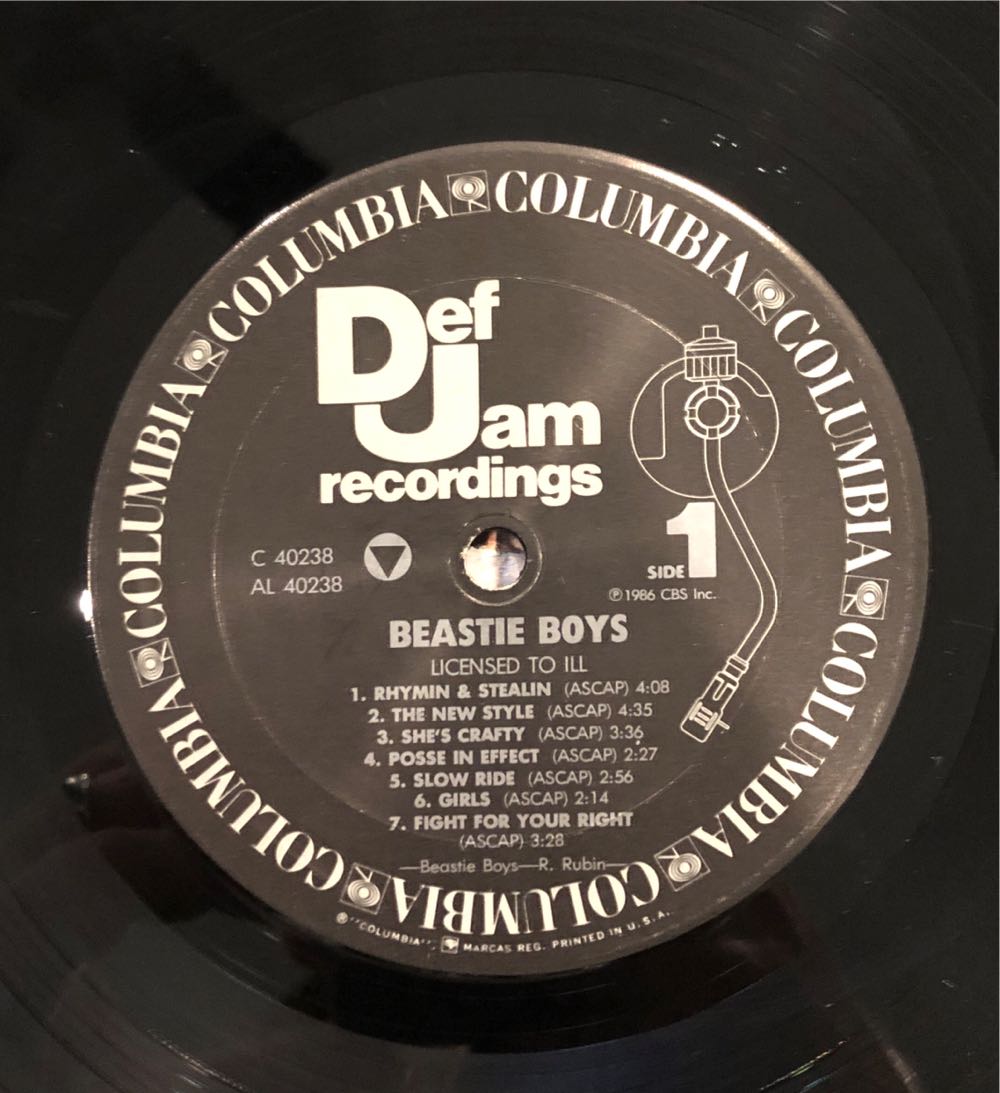 COLUMBIA COLUMBIA COLUMBIA COLUMBIA COLUMBIA COLUMBIA COLUMBIA COLUMBIA
Def
Jam
recordings
C 40238
AL 40238
SIDE 1
℗ 1986 CBS Inc.
BEASTIE BOYS
LICENSED TO ILL
1. RHYMIN & STEALIN (ASCAP) 4:08
2. THE NEW STYLE (ASCAP) 4:35
3. SHE'S CRAFTY (ASCAP) 3:36
4. POSSE IN EFFECT (ASCAP) 2:27
5. SLOW RIDE (ASCAP) 2:56
6. GIRLS (ASCAP) 2:14
7. FIGHT FOR YOUR RIGHT
(ASCAP) 3:28
—Beastie Boys—R. Rubin—
® "COLUMBIA", MARCAS REG. PRINTED IN U.S.A.